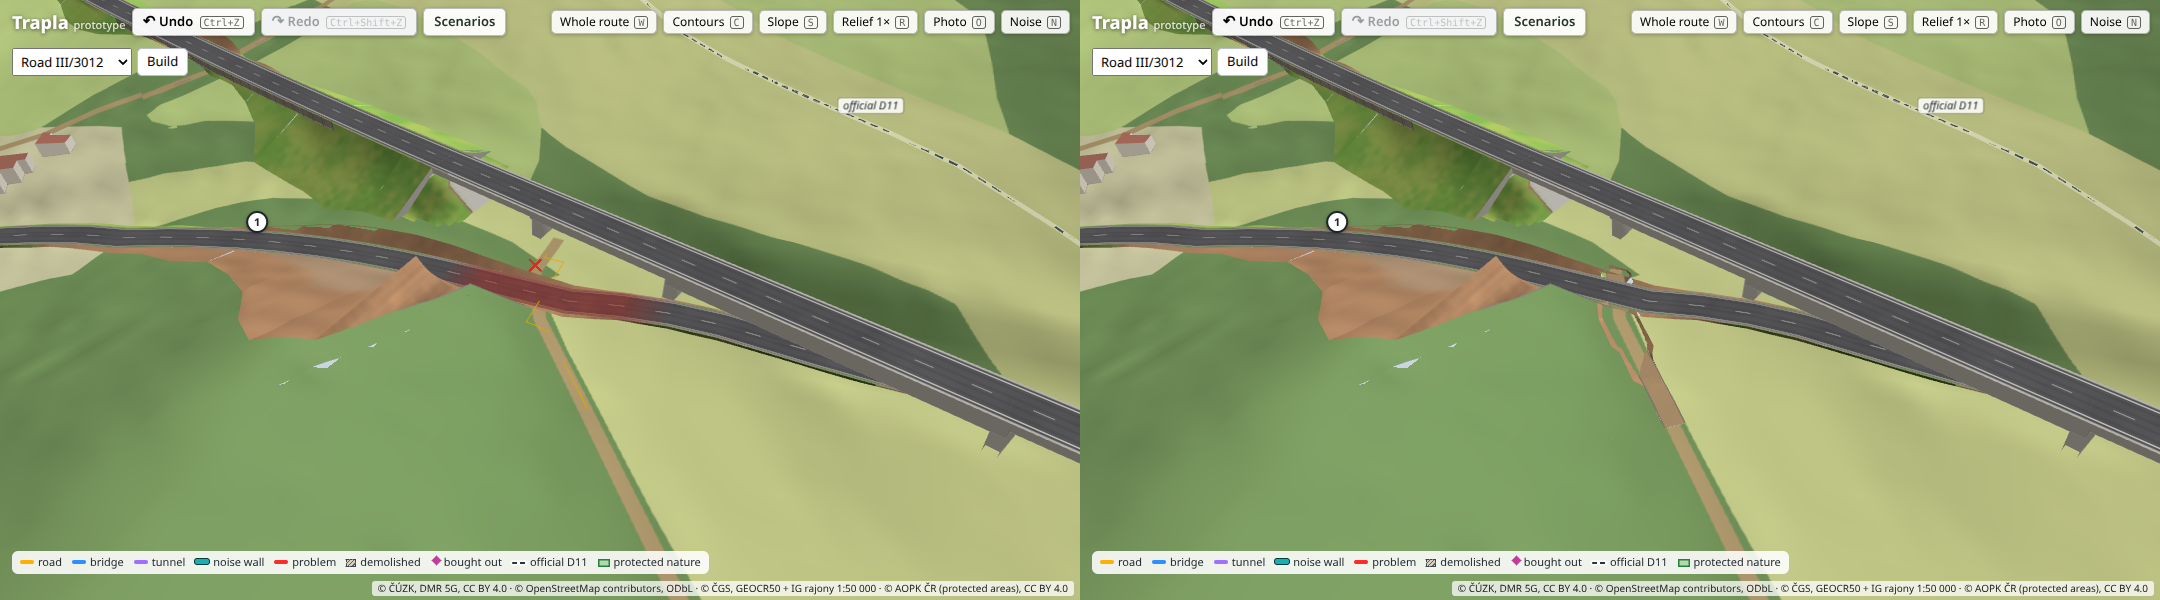 Trapla prototype
↶ Undo Ctrl+Z
↷ Redo Ctrl+Shift+Z
Scenarios
Whole route W
Contours C
Slope S
Relief 1× R
Photo O
Noise N
Road III/3012
Build
official D11
1
road
bridge
tunnel
noise wall
problem
demolished
bought out
official D11
protected nature
© ČÚZK, DMR 5G, CC BY 4.0 · © OpenStreetMap contributors, ODbL · © ČGS, GEOCR50 + IG rajony 1:50 000 · © AOPK ČR (protected areas), CC BY 4.0
Trapla prototype
↶ Undo Ctrl+Z
↷ Redo Ctrl+Shift+Z
Scenarios
Whole route W
Contours C
Slope S
Relief 1× R
Photo O
Noise N
Road III/3012
Build
official D11
1
road
bridge
tunnel
noise wall
problem
demolished
bought out
official D11
protected nature
© ČÚZK, DMR 5G, CC BY 4.0 · © OpenStreetMap contributors, ODbL · © ČGS, GEOCR50 + IG rajony 1:50 000 · © AOPK ČR (protected areas), CC BY 4.0